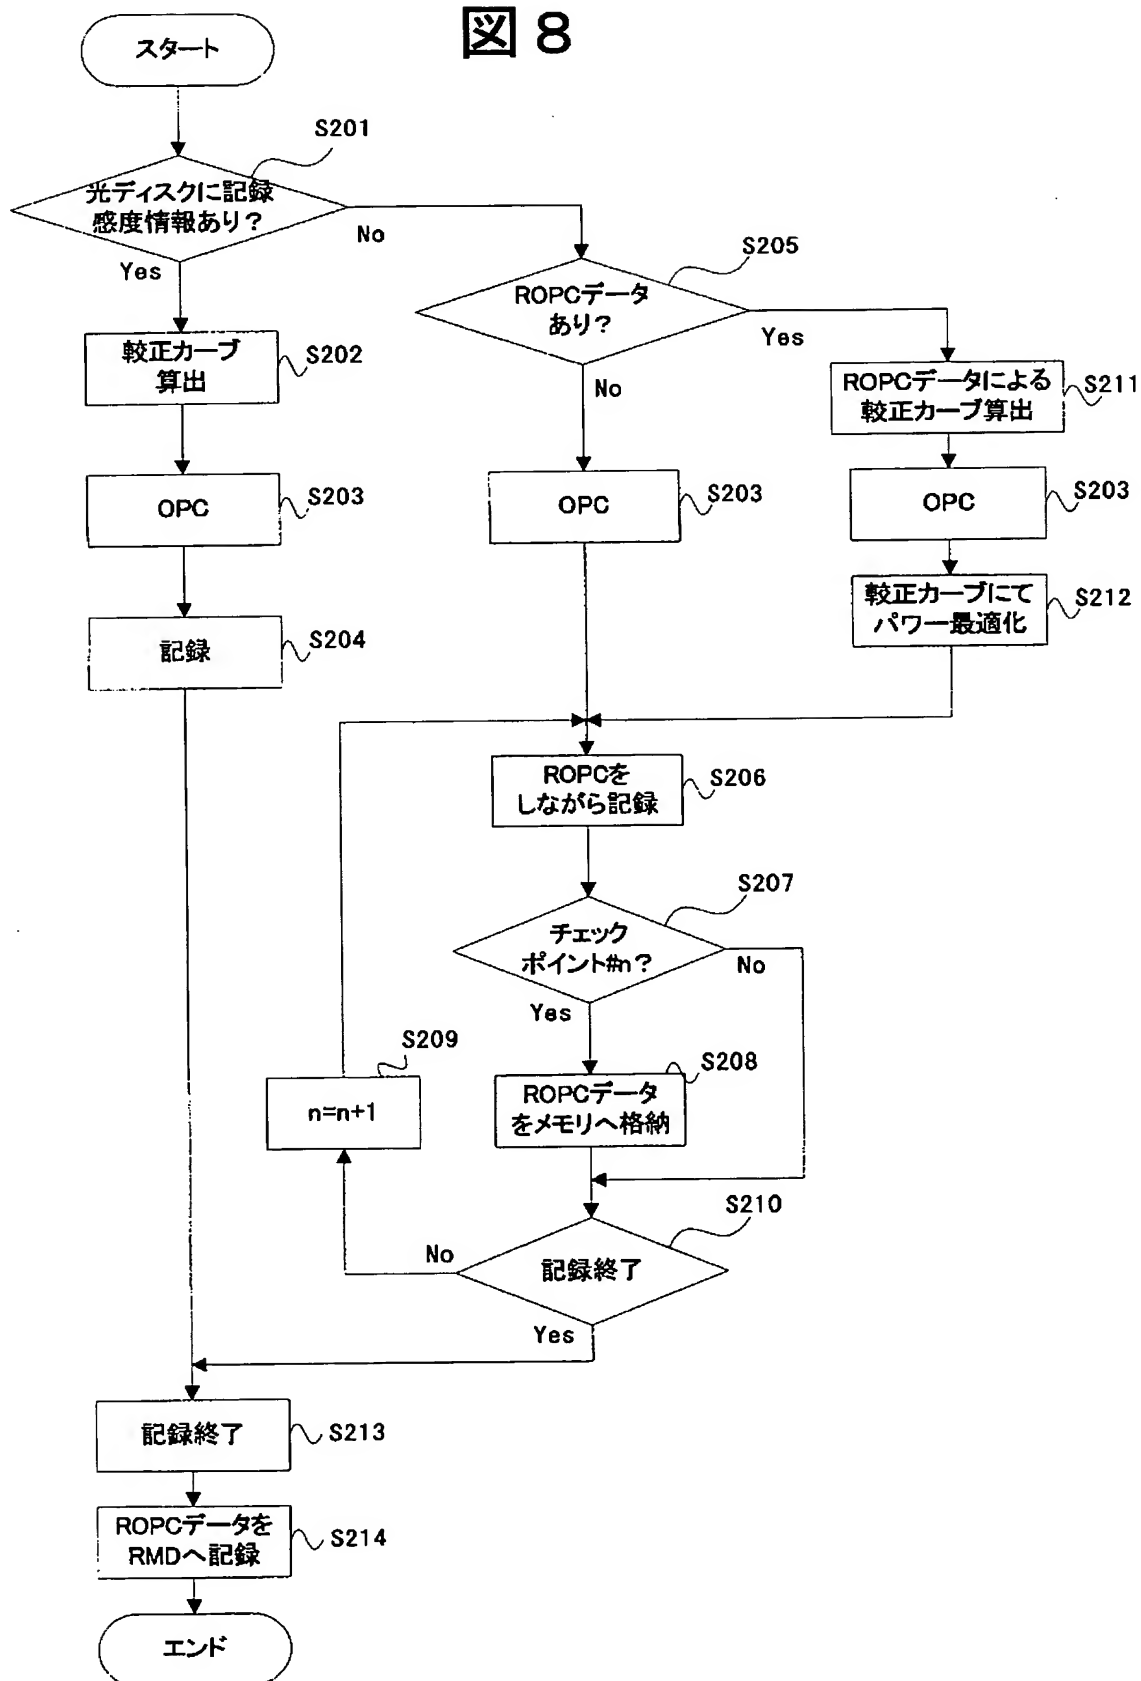 図8
スタート
S201
光ディスクに記録
感度情報あり?
No
Yes
S205
ROPCデータ
あり?
Yes
No
較正カーブ
算出
S202
ROPCデータによる
較正カーブ算出
S211
OPC
S203
OPC
S203
OPC
S203
較正カーブにて
パワー最適化
S212
記録
S204
ROPCを
しながら記録
S206
S207
チェック
ポイント#n?
No
Yes
S209
n=n+1
S208
ROPCデータ
をメモリへ格納
S210
記録終了
No
Yes
記録終了
S213
ROPCデータを
RMDへ記録
S214
エンド